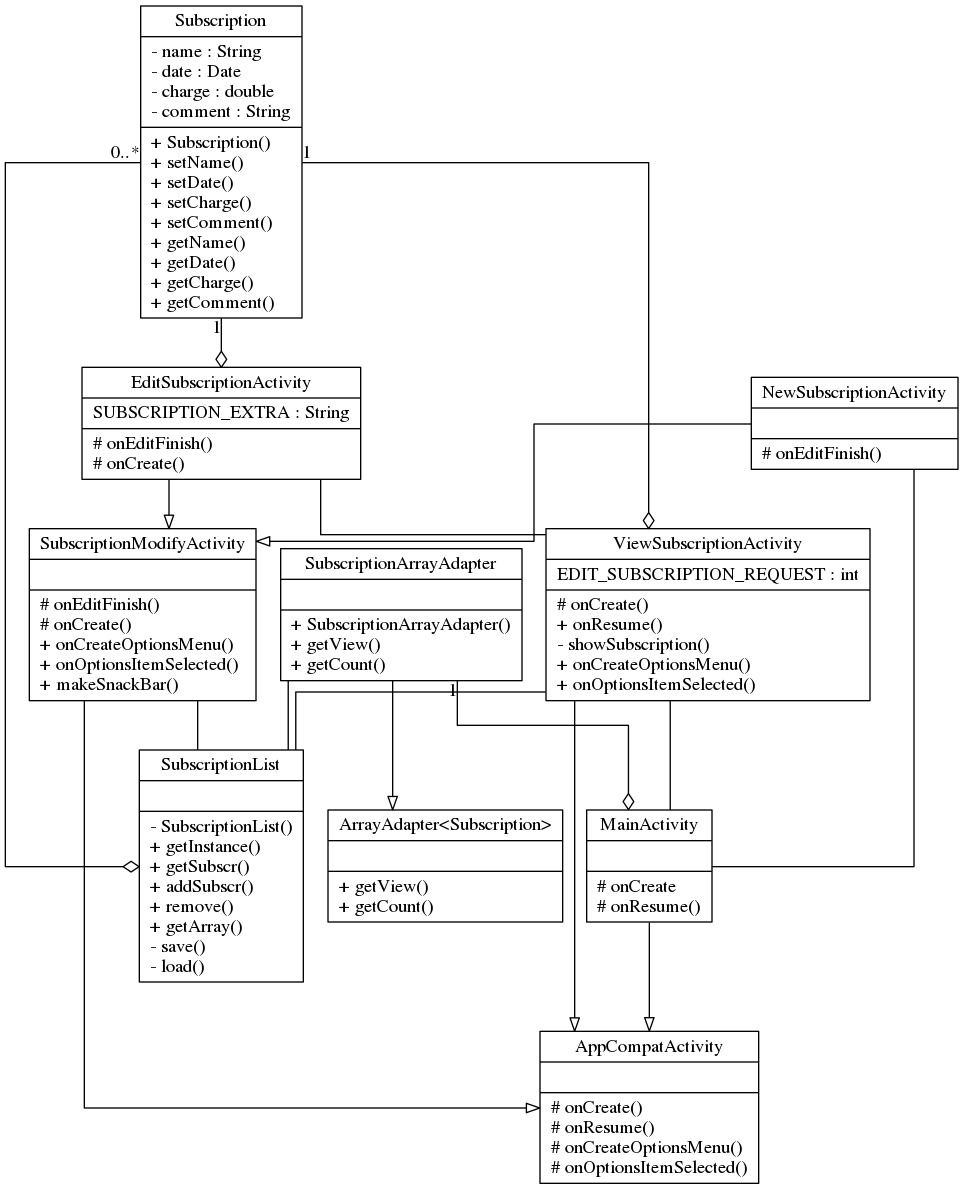 Subscription
- name : String
- date : Date
- charge : double
- comment : String
+ Subscription()
+ setName()
+ setDate()
+ setCharge()
+ setComment()
+ getName()
+ getDate()
+ getCharge()
+ getComment()
0..*
1
1
EditSubscriptionActivity
SUBSCRIPTION_EXTRA : String
# onEditFinish()
# onCreate()
NewSubscriptionActivity
# onEditFinish()
SubscriptionModifyActivity
# onEditFinish()
# onCreate()
+ onCreateOptionsMenu()
+ onOptionsItemSelected()
+ makeSnackBar()
SubscriptionArrayAdapter
+ SubscriptionArrayAdapter()
+ getView()
+ getCount()
1
ViewSubscriptionActivity
EDIT_SUBSCRIPTION_REQUEST : int
# onCreate()
+ onResume()
- showSubscription()
+ onCreateOptionsMenu()
+ onOptionsItemSelected()
SubscriptionList
- SubscriptionList()
+ getInstance()
+ getSubscr()
+ addSubscr()
+ remove()
+ getArray()
- save()
- load()
ArrayAdapter<Subscription>
+ getView()
+ getCount()
MainActivity
# onCreate
# onResume()
AppCompatActivity
# onCreate()
# onResume()
# onCreateOptionsMenu()
# onOptionsItemSelected()